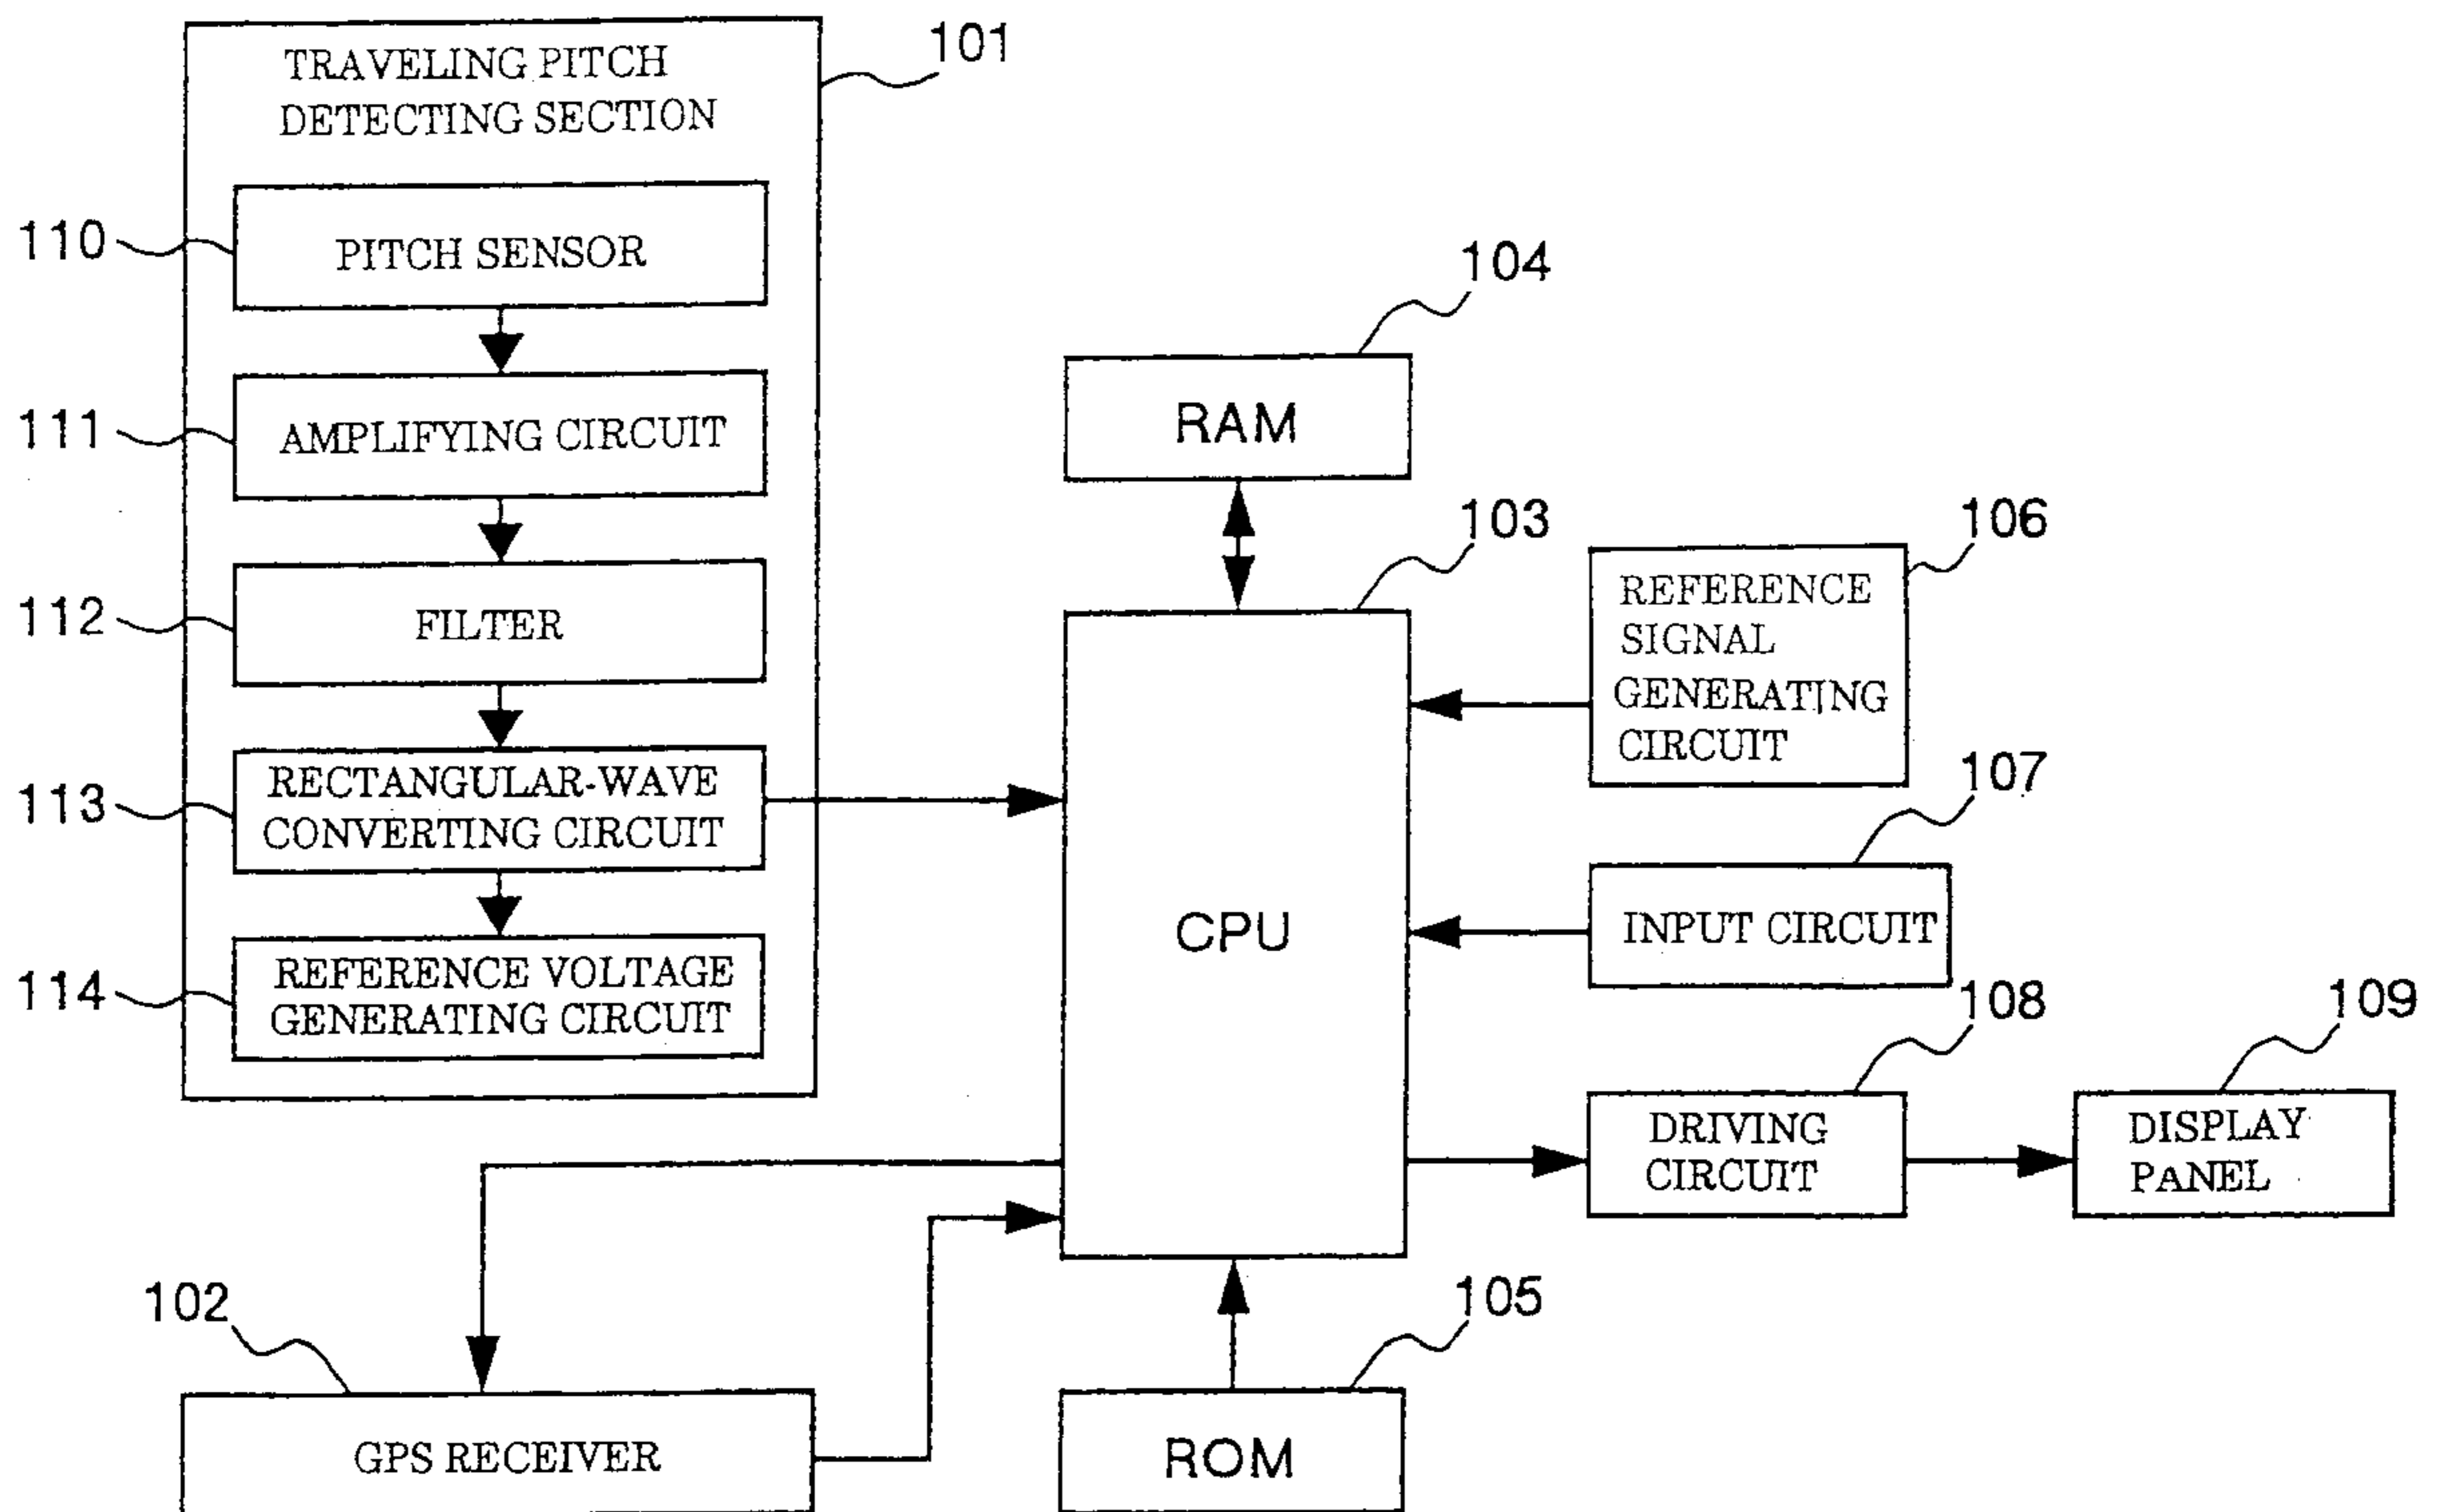 101
TRAVELING PITCH
DETECTING SECTION
110
PITCH SENSOR
111
AMPLIFYING CIRCUIT
112
FILTER
113
RECTANGULAR-WAVE
CONVERTING CIRCUIT
114
REFERENCE VOLTAGE
GENERATING CIRCUIT
104
RAM
103
CPU
106
REFERENCE
SIGNAL
GENERATING
CIRCUIT
107
INPUT CIRCUIT
108
DRIVING
CIRCUIT
109
DISPLAY
PANEL
102
GPS RECEIVER
105
ROM